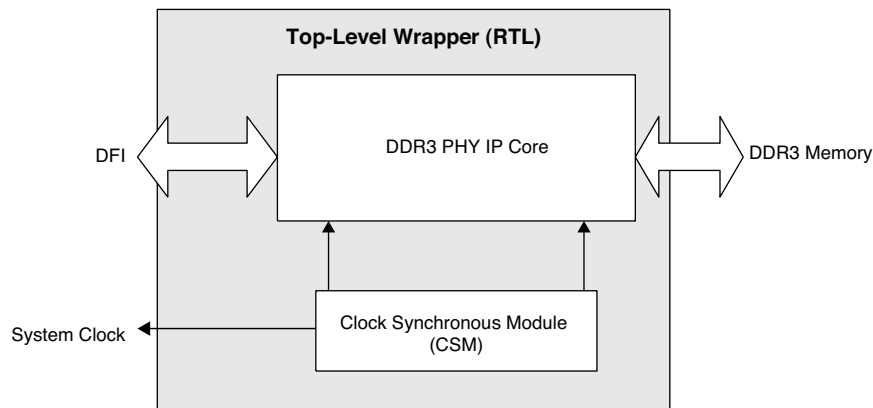 Top-Level Wrapper (RTL)
DDR3 PHY IP Core
DFI
DDR3 Memory
Clock Synchronous Module
(CSM)
System Clock